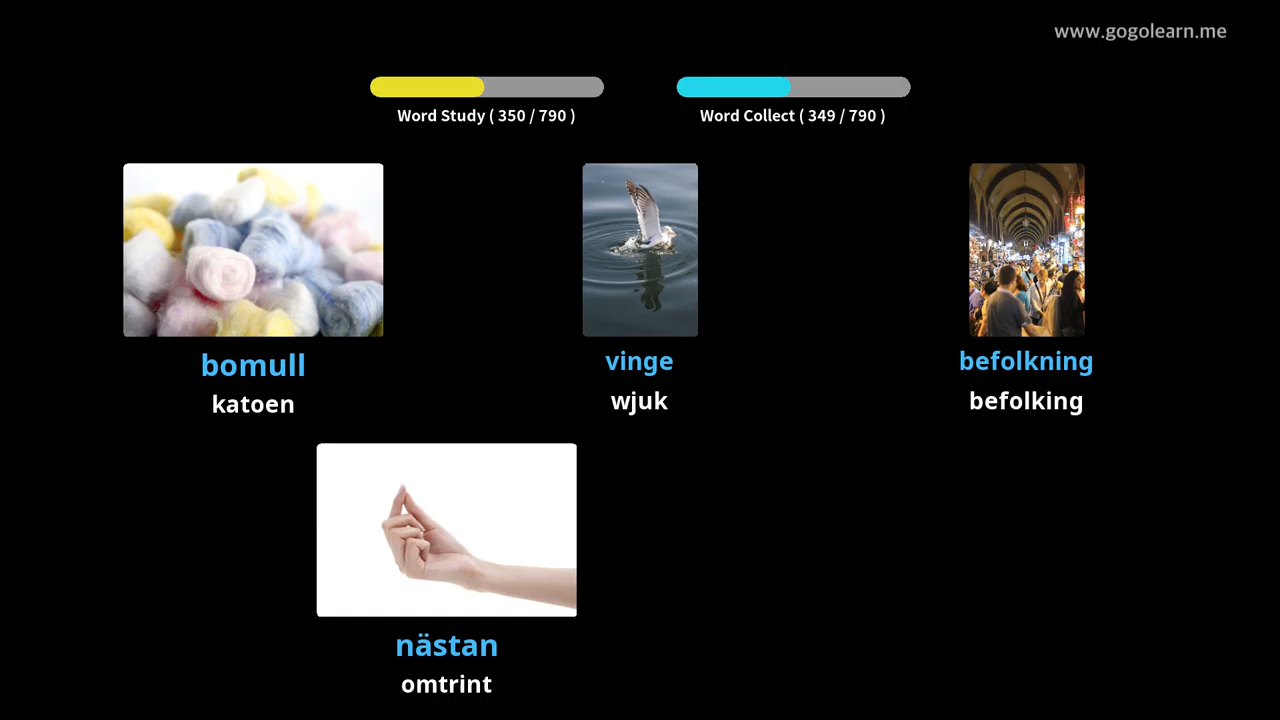 www.gogolearn.me
Word Study ( 350 / 790 )
Word Collect ( 349 / 790 )
bomull
katoen
vinge
wjuk
befolkning
befolking
nästan
omtrint